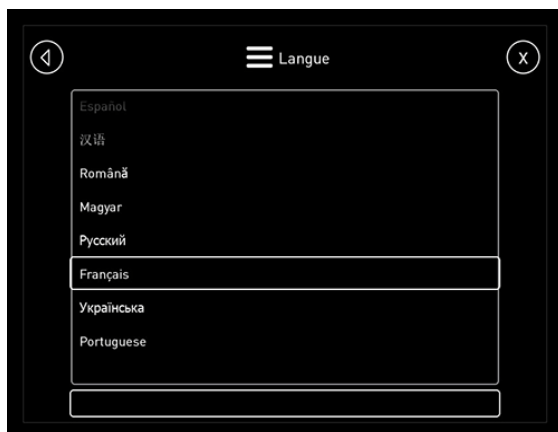 Langue
X
Español
汉语
Română
Magyar
Русский
Français
Українська
Portuguese